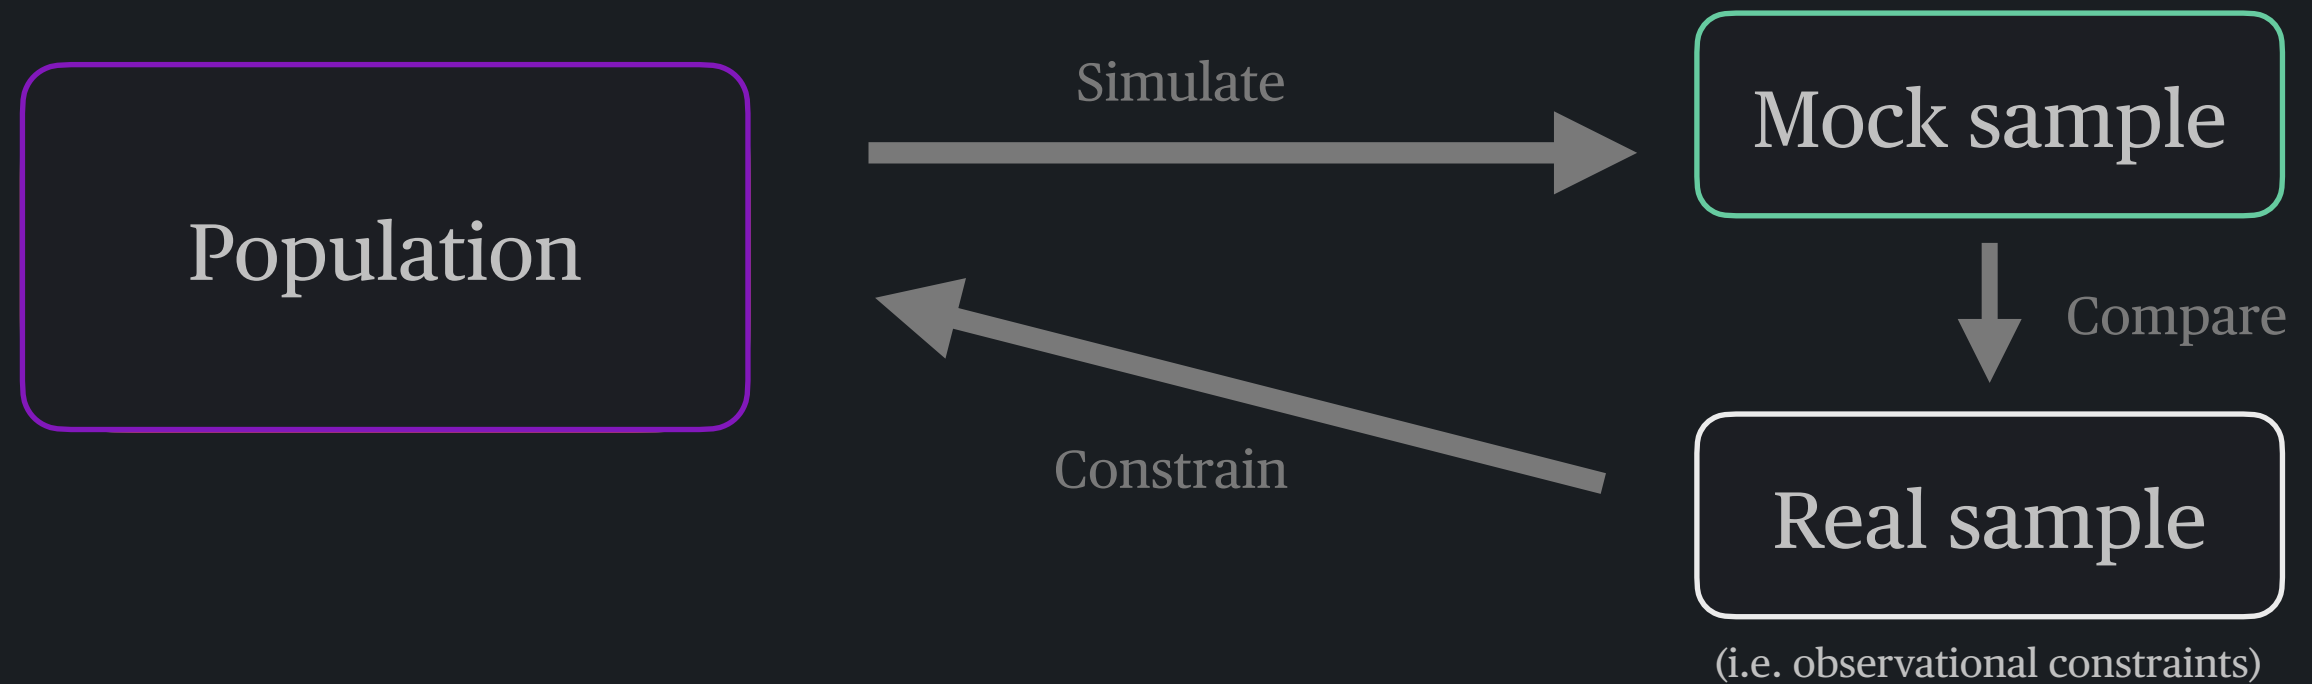 Population
Simulate
Mock sample
Compare
Constrain
Real sample
(i.e. observational constraints)